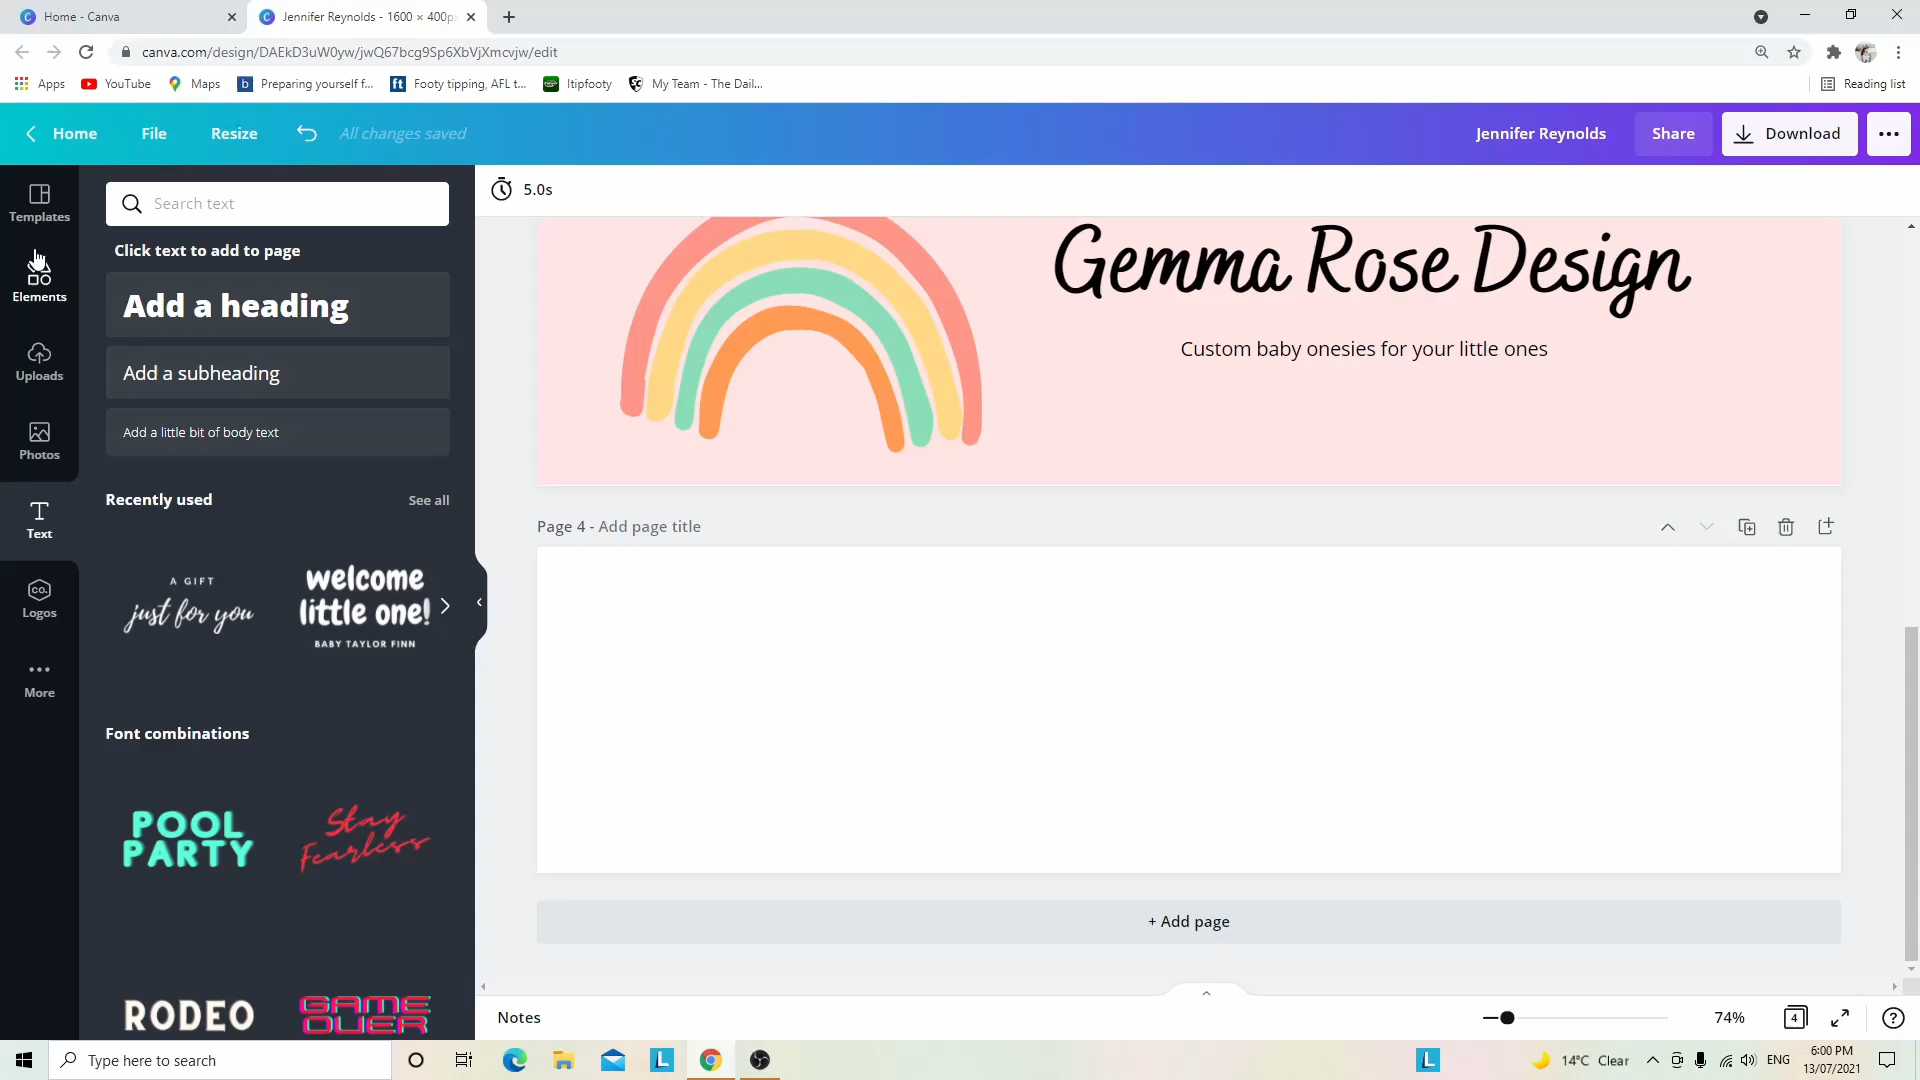 Home - Canva
Jennifer Reynolds - 1600 × 400p
canva.com/design/DAEkD3uW0yw/jwQ67bcg9Sp6XbVjXmcvjw/edit
Apps
YouTube
Maps
Preparing yourself f...
Footy tipping, AFL t...
ltipfooty
My Team - The Dail...
Reading list
Home
File
Resize
All changes saved
Jennifer Reynolds
Share
Download
5.0s
Templates
Elements
Uploads
Photos
Text
Logos
CO.
More
Search text
Click text to add to page
Add a heading
Add a subheading
Add a little bit of body text
Recently used
See all
A GIFT
just for you
welcome
little one!
BABY TAYLOR FINN
Font combinations
POOL
PARTY
Stay
Fearless
RODEO
GAME
OVER
Gemma Rose Design
Custom baby onesies for your little ones
Page 4 - Add page title
+ Add page
Notes
74%
4
Type here to search
14°C Clear
ENG
6:00 PM
13/07/2021